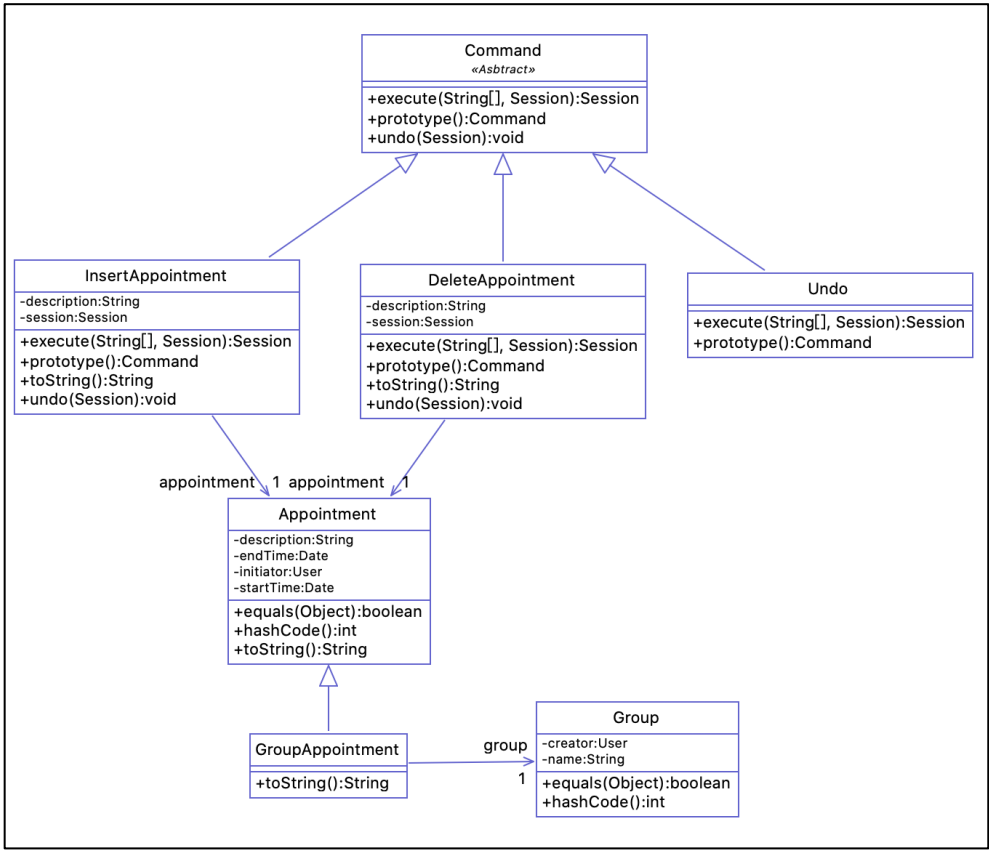 Command
«Asbtract»
+execute(String[], Session):Session
+prototype():Command
+undo(Session):void
InsertAppointment
-description:String
-session:Session
+execute(String[], Session):Session
+prototype():Command
+toString():String
+undo(Session):void
DeleteAppointment
-description:String
-session:Session
+execute(String[], Session):Session
+prototype():Command
+toString():String
+undo(Session):void
Undo
+execute(String[], Session):Session
+prototype():Command
appointment 1
appointment 1
Appointment
-description:String
-endTime:Date
-initiator:User
-startTime:Date
+equals(Object):boolean
+hashCode():int
+toString():String
GroupAppointment
+toString():String
group
1
Group
-creator:User
-name:String
+equals(Object):boolean
+hashCode():int